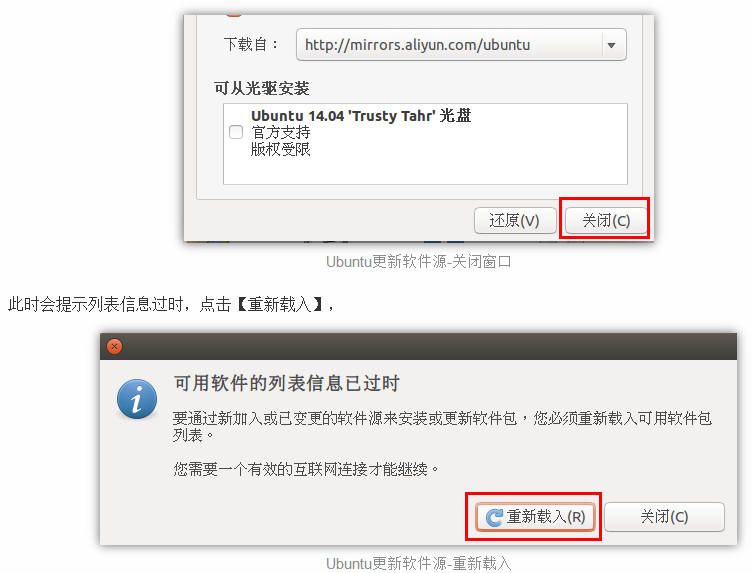 下载自：
http://mirrors.aliyun.com/ubuntu
可从光驱安装
Ubuntu 14.04 'Trusty Tahr' 光盘
官方支持
版权受限
还原(V)
关闭(C)
Ubuntu更新软件源-关闭窗口
此时会提示列表信息过时，点击【重新载入】，
可用软件的列表信息已过时
要通过新加入或已变更的软件源来安装或更新软件包，您必须重新载入可用软件包
列表。
您需要一个有效的互联网连接才能继续。
重新载入(R)
关闭(C)
Ubuntu更新软件源-重新载入